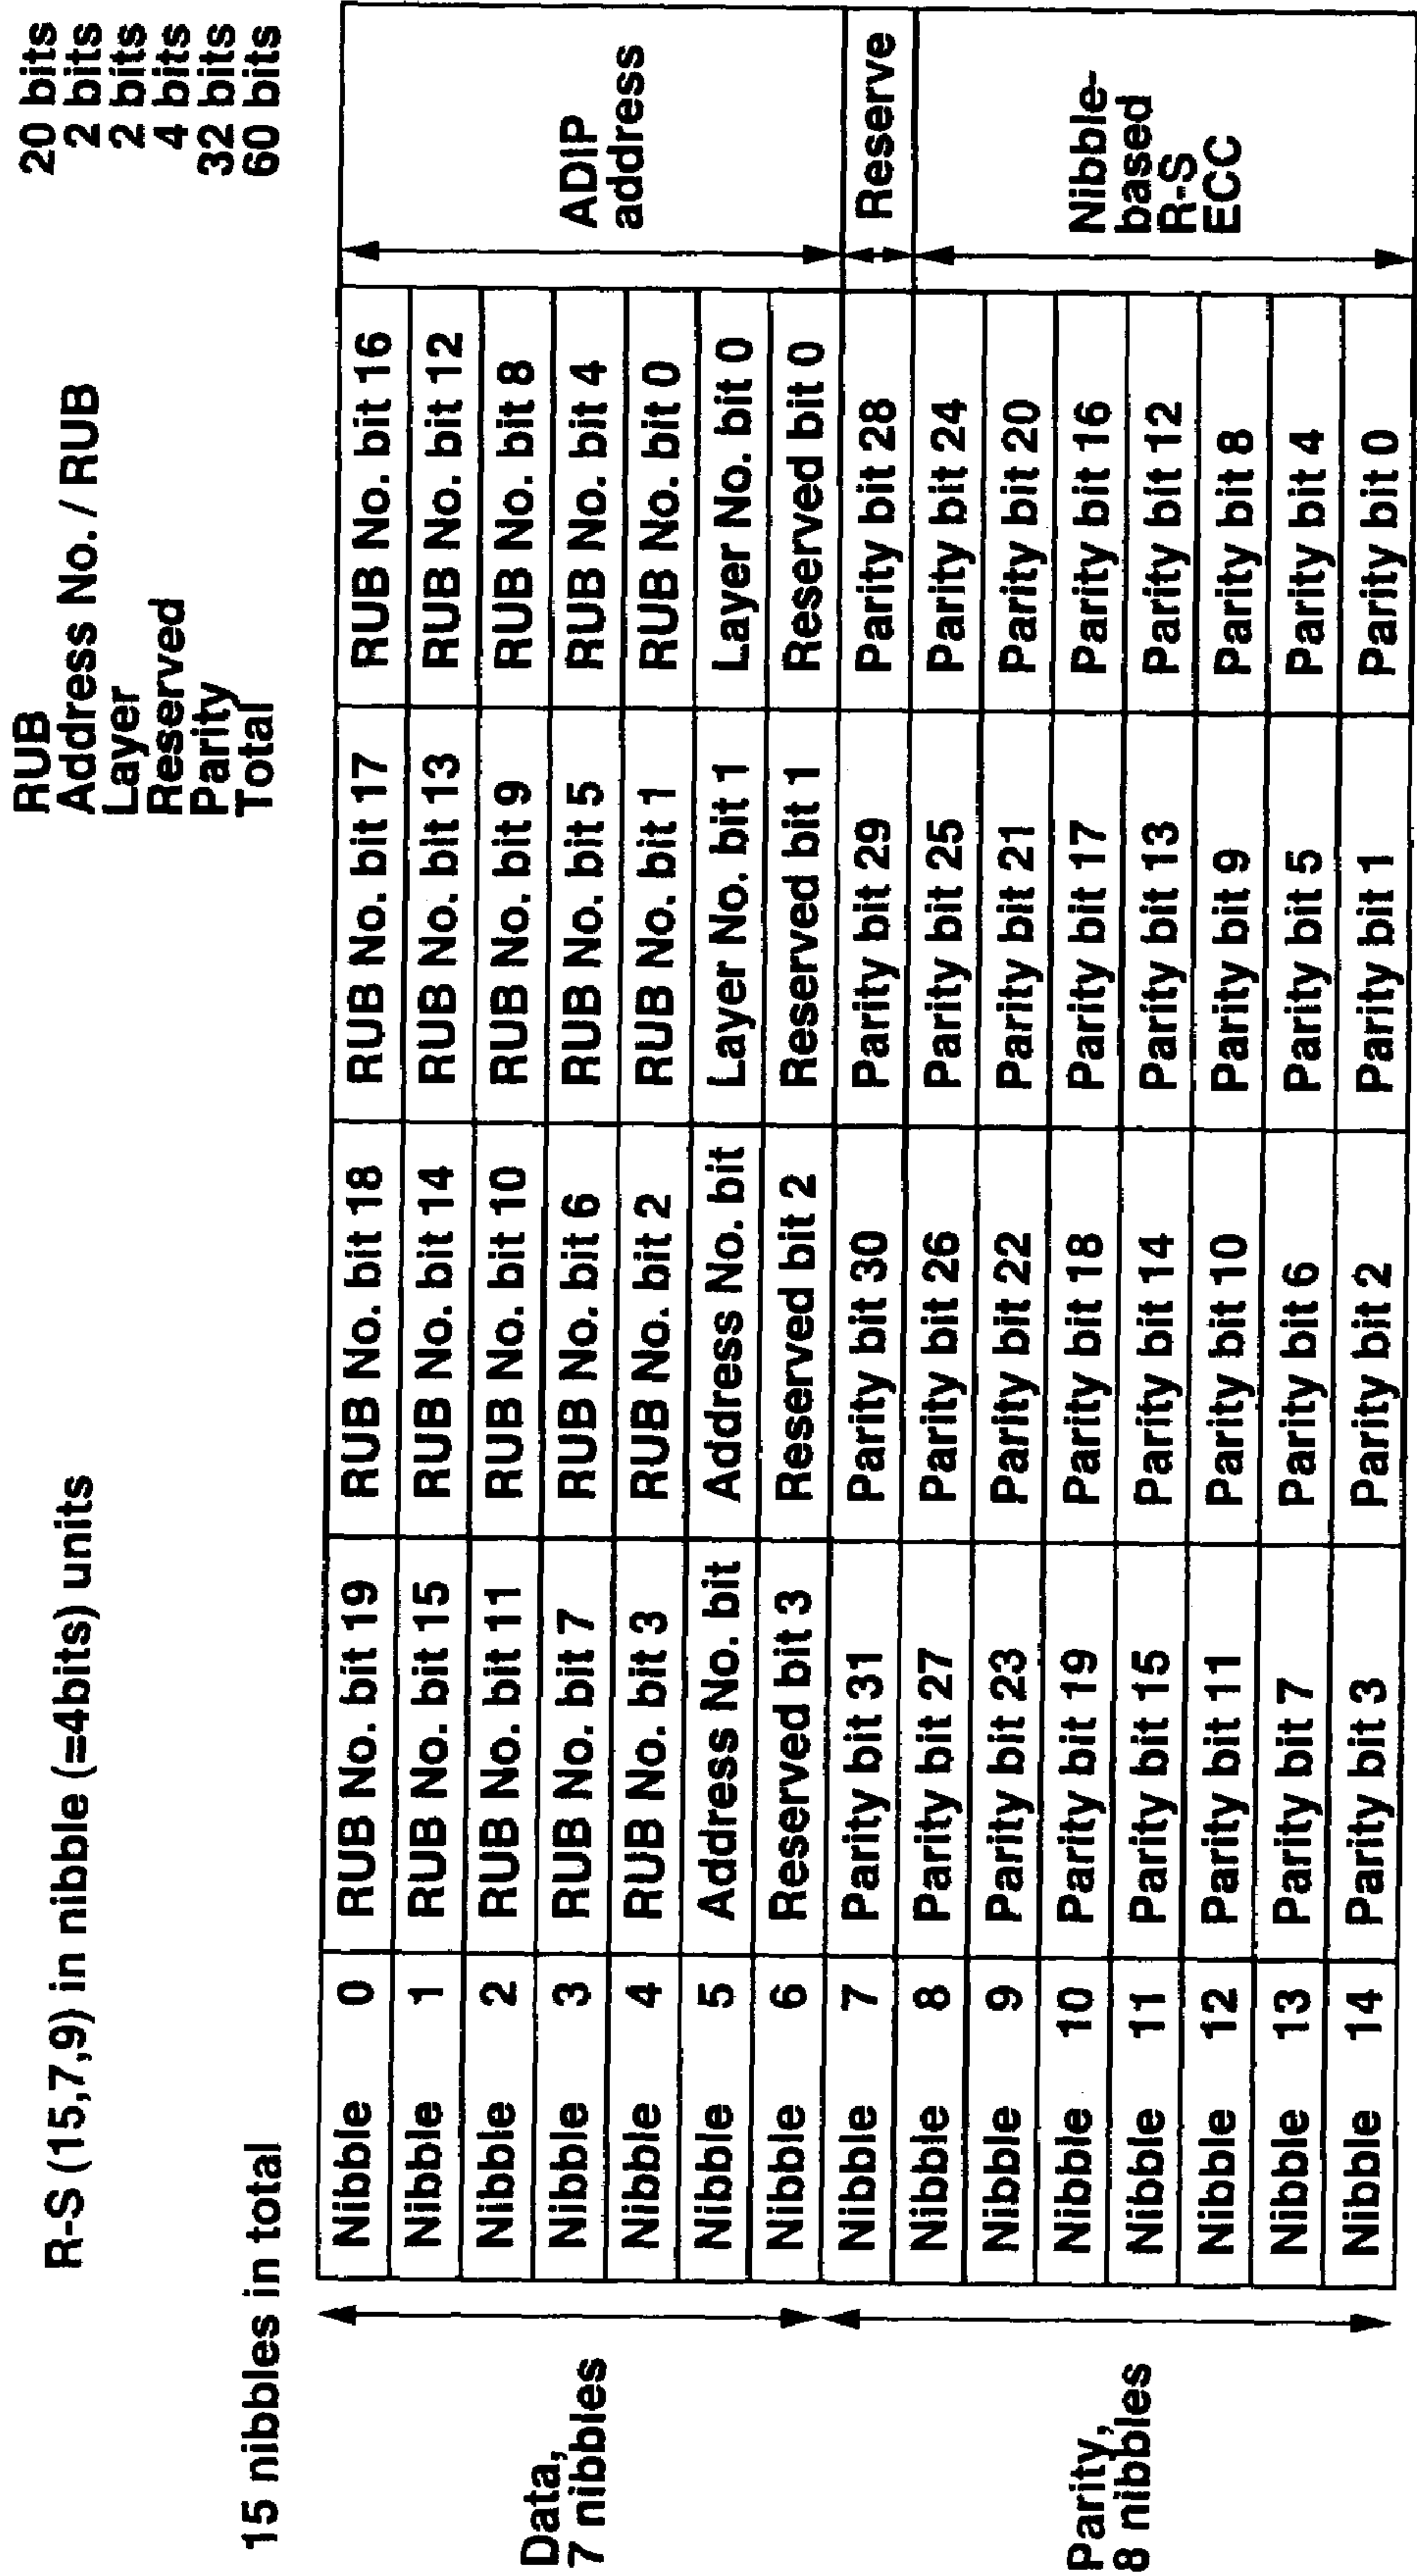 R-S (15,7,9) in nibble (=4bits) units
RUB 20 bits
Address No. / RUB 2 bits
Layer 2 bits
Reserved 4 bits
Parity 32 bits
Total 60 bits
15 nibbles in total
Data,
7 nibbles
Parity,
8 nibbles
Nibble 0 RUB No. bit 19 RUB No. bit 18 RUB No. bit 17 RUB No. bit 16
Nibble 1 RUB No. bit 15 RUB No. bit 14 RUB No. bit 13 RUB No. bit 12
Nibble 2 RUB No. bit 11 RUB No. bit 10 RUB No. bit 9 RUB No. bit 8
Nibble 3 RUB No. bit 7 RUB No. bit 6 RUB No. bit 5 RUB No. bit 4
Nibble 4 RUB No. bit 3 RUB No. bit 2 RUB No. bit 1 RUB No. bit 0
Nibble 5 Address No. bit Address No. bit Layer No. bit 1 Layer No. bit 0
Nibble 6 Reserved bit 3 Reserved bit 2 Reserved bit 1 Reserved bit 0
Nibble 7 Parity bit 31 Parity bit 30 Parity bit 29 Parity bit 28
Nibble 8 Parity bit 27 Parity bit 26 Parity bit 25 Parity bit 24
Nibble 9 Parity bit 23 Parity bit 22 Parity bit 21 Parity bit 20
Nibble 10 Parity bit 19 Parity bit 18 Parity bit 17 Parity bit 16
Nibble 11 Parity bit 15 Parity bit 14 Parity bit 13 Parity bit 12
Nibble 12 Parity bit 11 Parity bit 10 Parity bit 9 Parity bit 8
Nibble 13 Parity bit 7 Parity bit 6 Parity bit 5 Parity bit 4
Nibble 14 Parity bit 3 Parity bit 2 Parity bit 1 Parity bit 0
ADIP
address
Reserve
Nibble-
based
R-S
ECC